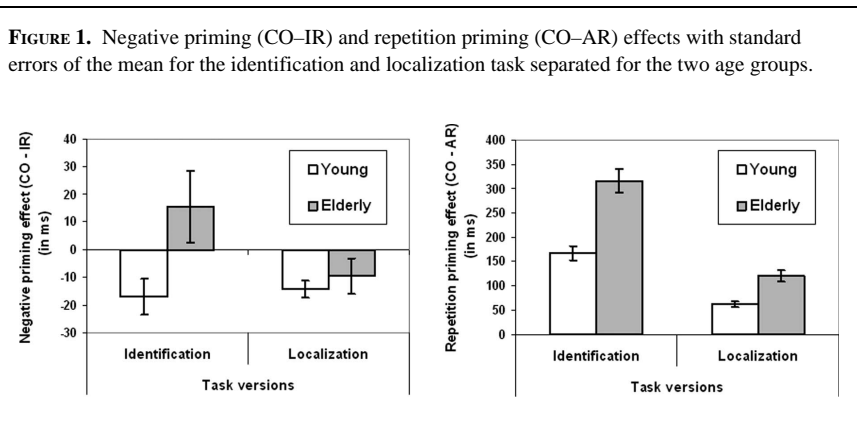 FIGURE 1. Negative priming (CO–IR) and repetition priming (CO–AR) effects with standard
errors of the mean for the identification and localization task separated for the two age groups.
Negative priming effect (CO - IR)
(in ms)
40
30
20
10
0
-10
-20
-30
Young
Elderly
Identification
Localization
Task versions
Repetition priming effect (CO - AR)
(in ms)
400
350
300
250
200
150
100
50
0
Young
Elderly
Identification
Localization
Task versions